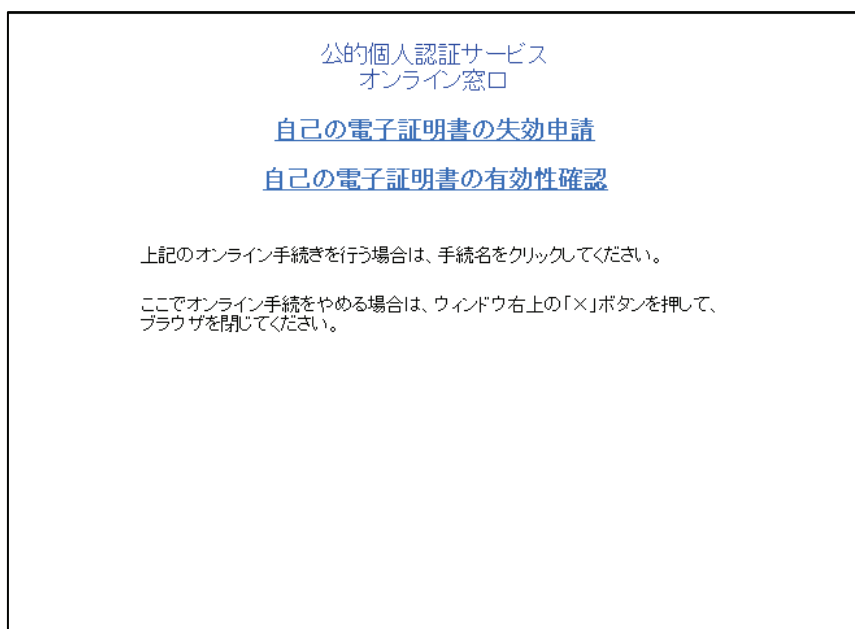 公的個人認証サービス
オンライン窓口
自己の電子証明書の失効申請
自己の電子証明書の有効性確認
上記のオンライン手続きを行う場合は、手続名をクリックしてください。
ここでオンライン手続をやめる場合は、ウィンドウ右上の「×」ボタンを押して、
ブラウザを閉じてください。